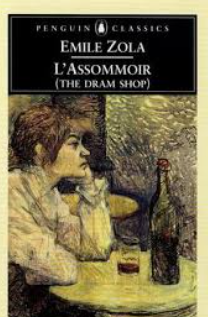 PENGUIN CLASSICS
EMILE ZOLA
L'ASSOMMOIR
(THE DRAM SHOP)